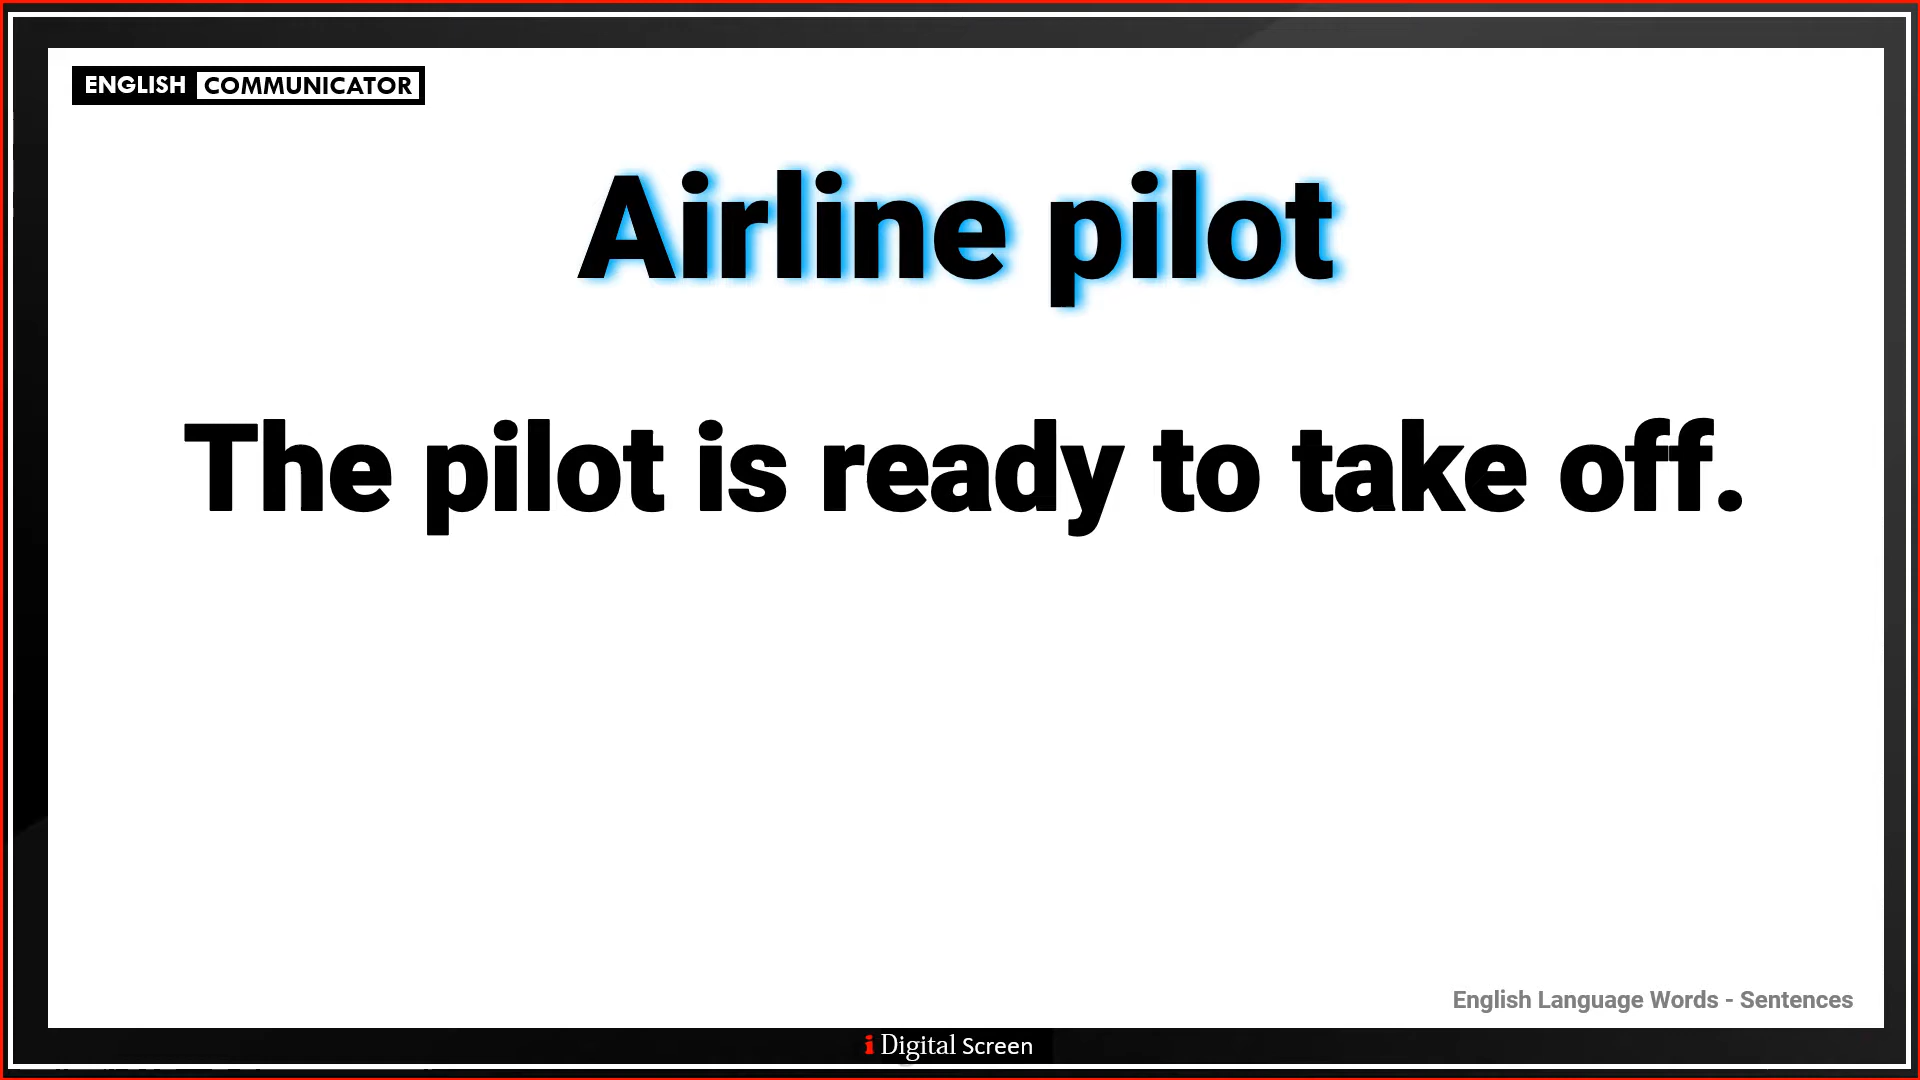 ENGLISH COMMUNICATOR
Airline pilot
The pilot is ready to take off.
English Language Words - Sentences
i Digital Screen